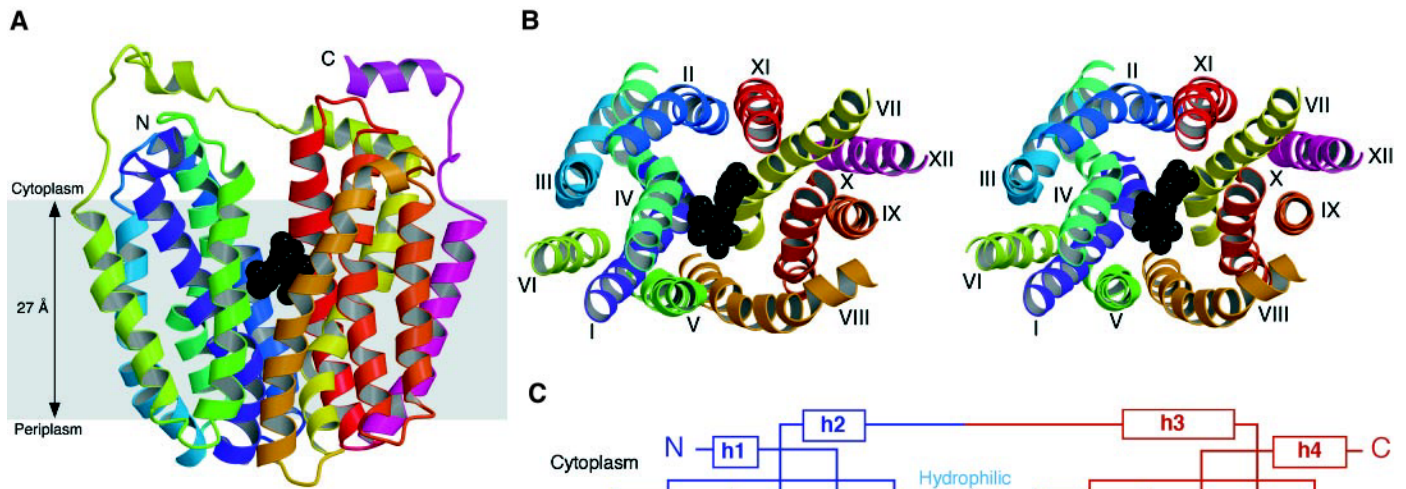 A
C
N
Cytoplasm
27 Å
Periplasm
B
II
XI
VII
XII
III
IV
X
IX
VI
I
V
VIII
II
XI
VII
XII
III
IV
X
IX
VI
I
V
VIII
C
N h1 h2 h3 h4 C
Cytoplasm
Hydrophilic